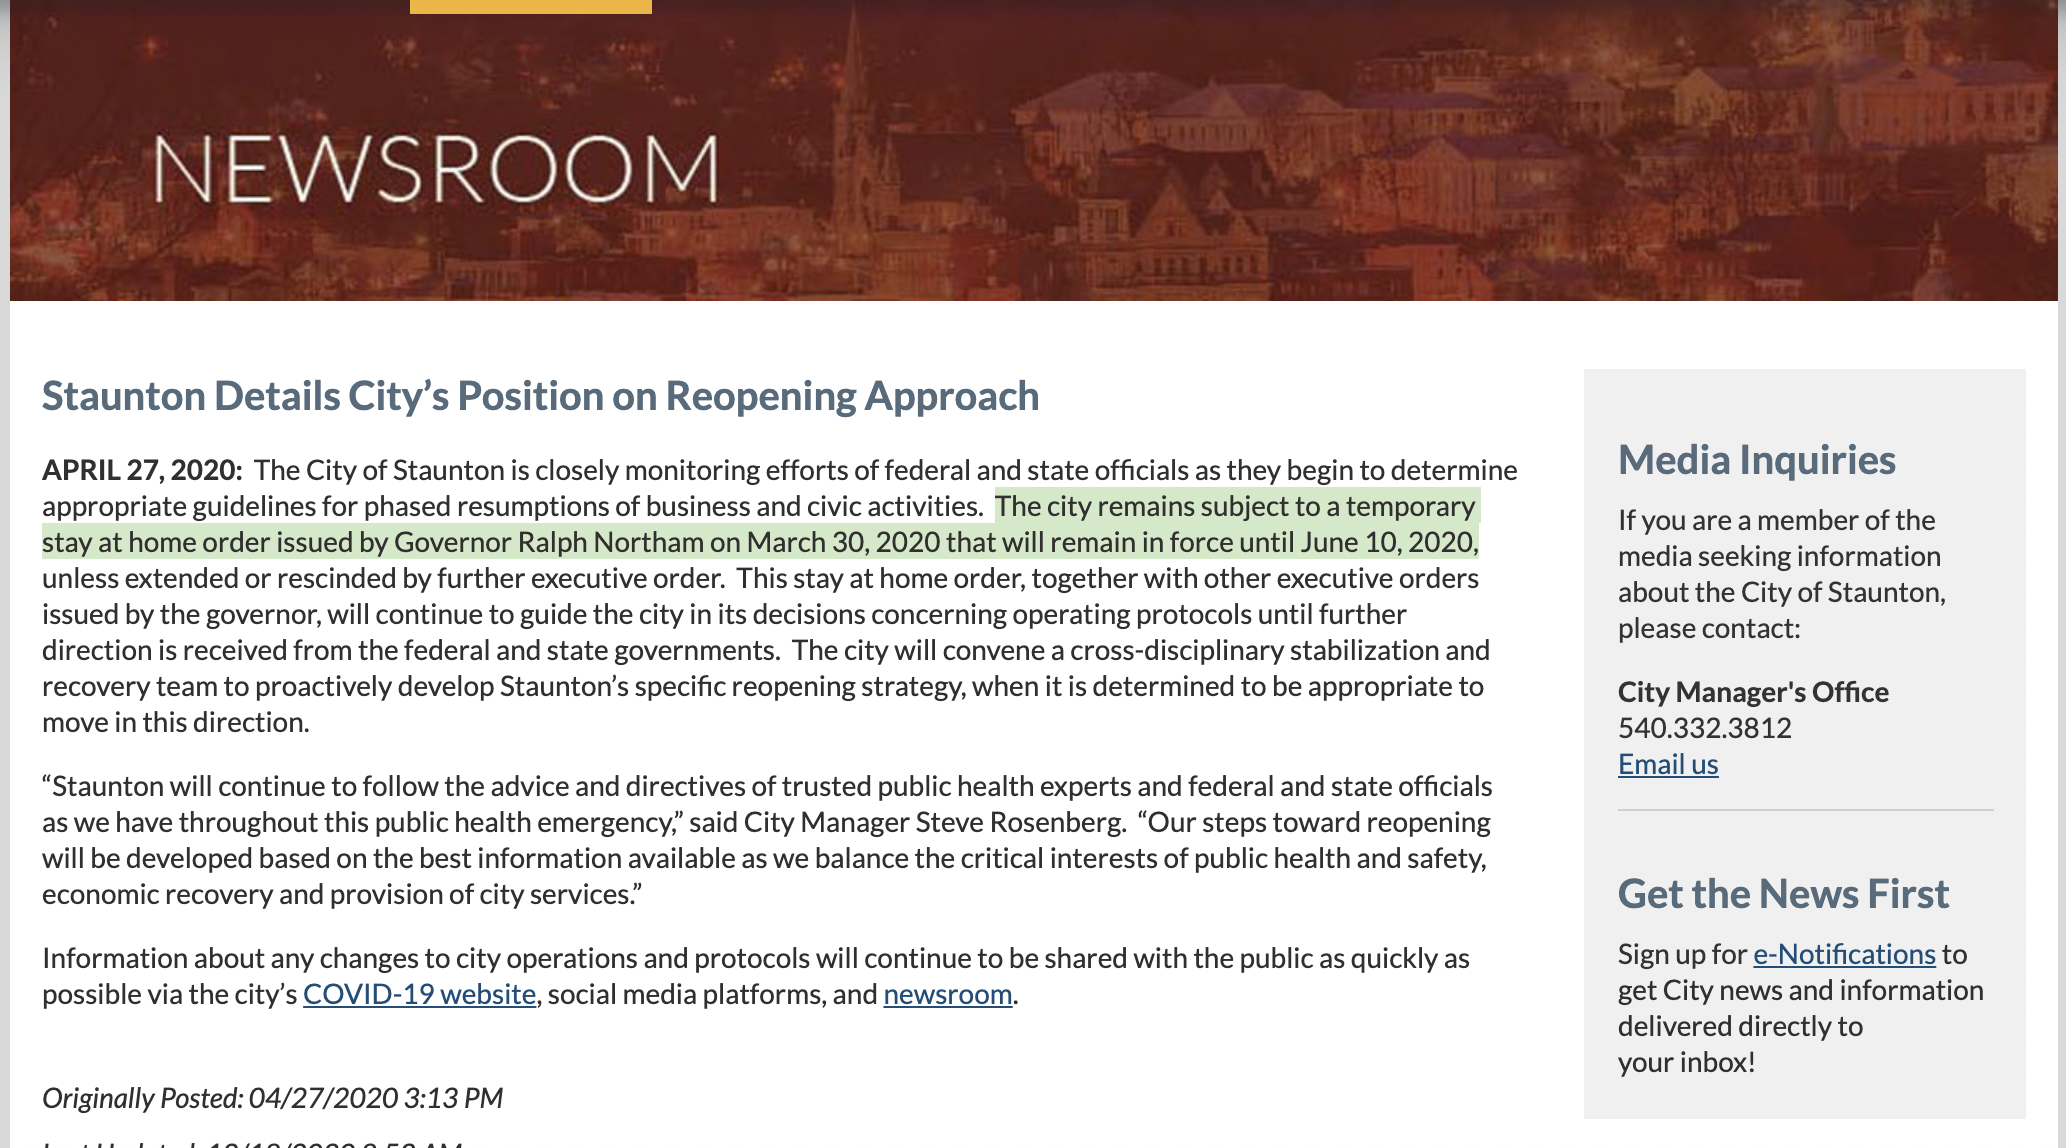 NEWSROOM
Staunton Details City’s Position on Reopening Approach
APRIL 27, 2020:  The City of Staunton is closely monitoring efforts of federal and state officials as they begin to determine
appropriate guidelines for phased resumptions of business and civic activities.  The city remains subject to a temporary
stay at home order issued by Governor Ralph Northam on March 30, 2020 that will remain in force until June 10, 2020,
unless extended or rescinded by further executive order.  This stay at home order, together with other executive orders
issued by the governor, will continue to guide the city in its decisions concerning operating protocols until further
direction is received from the federal and state governments.  The city will convene a cross-disciplinary stabilization and
recovery team to proactively develop Staunton’s specific reopening strategy, when it is determined to be appropriate to
move in this direction.
“Staunton will continue to follow the advice and directives of trusted public health experts and federal and state officials
as we have throughout this public health emergency,” said City Manager Steve Rosenberg.  “Our steps toward reopening
will be developed based on the best information available as we balance the critical interests of public health and safety,
economic recovery and provision of city services.”
Information about any changes to city operations and protocols will continue to be shared with the public as quickly as
possible via the city’s COVID-19 website, social media platforms, and newsroom.
Originally Posted: 04/27/2020 3:13 PM
Media Inquiries
If you are a member of the
media seeking information
about the City of Staunton,
please contact:
City Manager's Office
540.332.3812
Email us
Get the News First
Sign up for e-Notifications to
get City news and information
delivered directly to
your inbox!